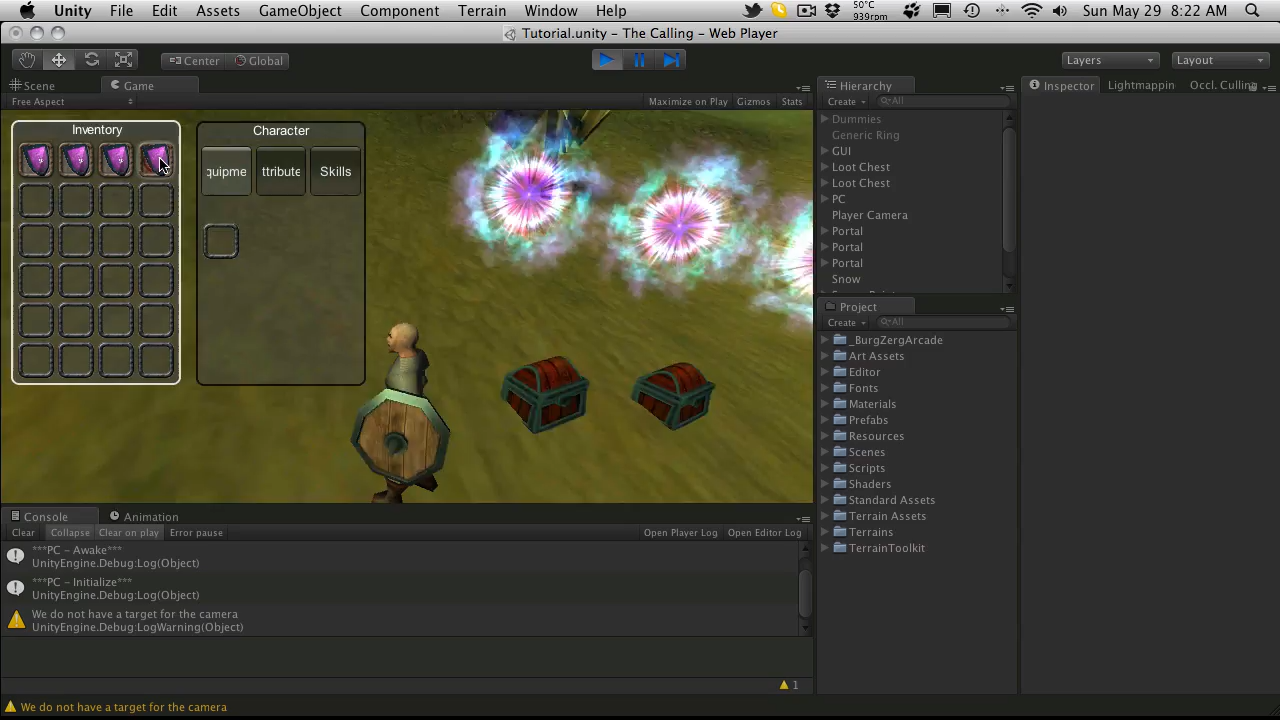 Unity File Edit Assets GameObject Component Terrain Window Help 50°C 939rpm Sun May 29 8:22 AM
Tutorial.unity - The Calling - Web Player
Center Global Layers Layout
Scene Game Hierarchy Inspector Lightmappin Occl. Culling
Free Aspect Maximize on Play Gizmos Stats Create All
Dummies
Generic Ring
GUI
Loot Chest
Loot Chest
PC
Player Camera
Portal
Portal
Portal
Snow
Inventory
Character
quipme ttribute Skills
Project
Create All
_BurgZergArcade
Art Assets
Editor
Fonts
Materials
Prefabs
Resources
Scenes
Scripts
Shaders
Standard Assets
Terrain Assets
Terrains
TerrainToolkit
Console Animation
Clear Collapse Clear on play Error pause Open Player Log Open Editor Log
***PC - Awake***
UnityEngine.Debug:Log(Object)
***PC - Initialize***
UnityEngine.Debug:Log(Object)
We do not have a target for the camera
UnityEngine.Debug:LogWarning(Object)
1
We do not have a target for the camera